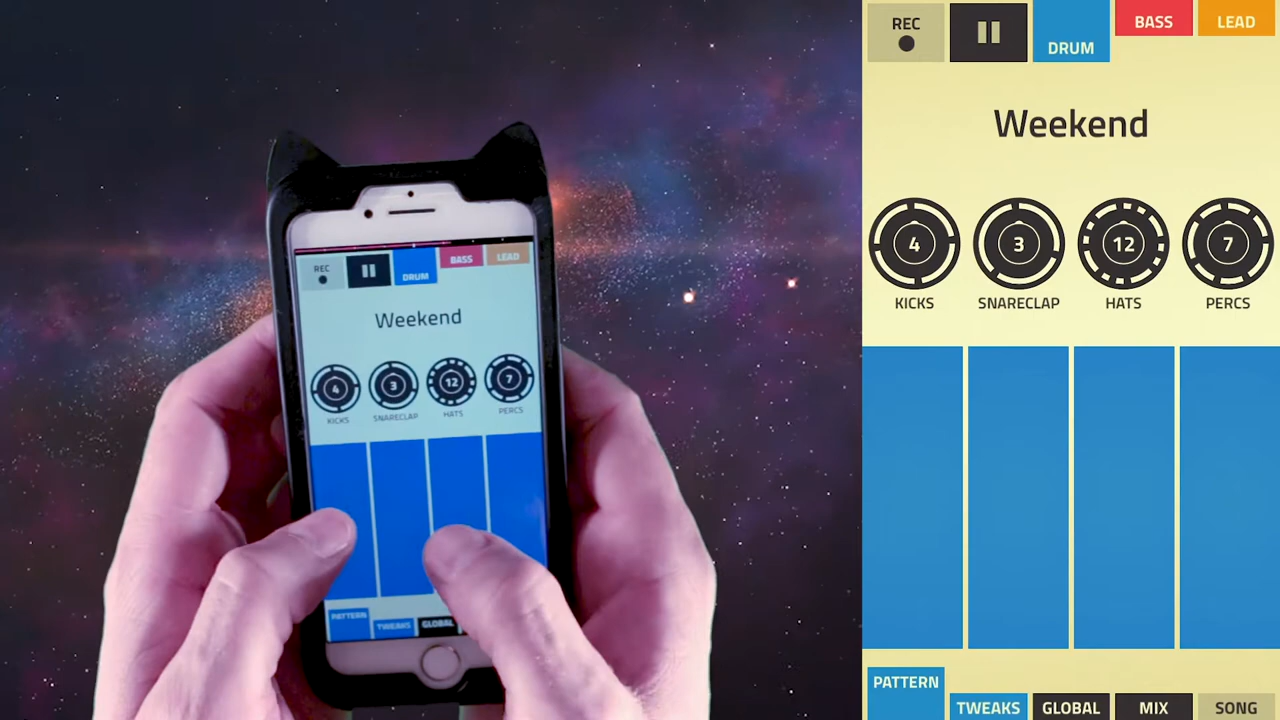 REC
DRUM
BASS
LEAD
Weekend
4
3
12
7
KICKS
SNARECLAP
HATS
PERCS
PATTERN
TWEAKS
GLOBAL
REC
DRUM
BASS
LEAD
Weekend
4
3
12
7
KICKS
SNARECLAP
HATS
PERCS
PATTERN
TWEAKS
GLOBAL
MIX
SONG